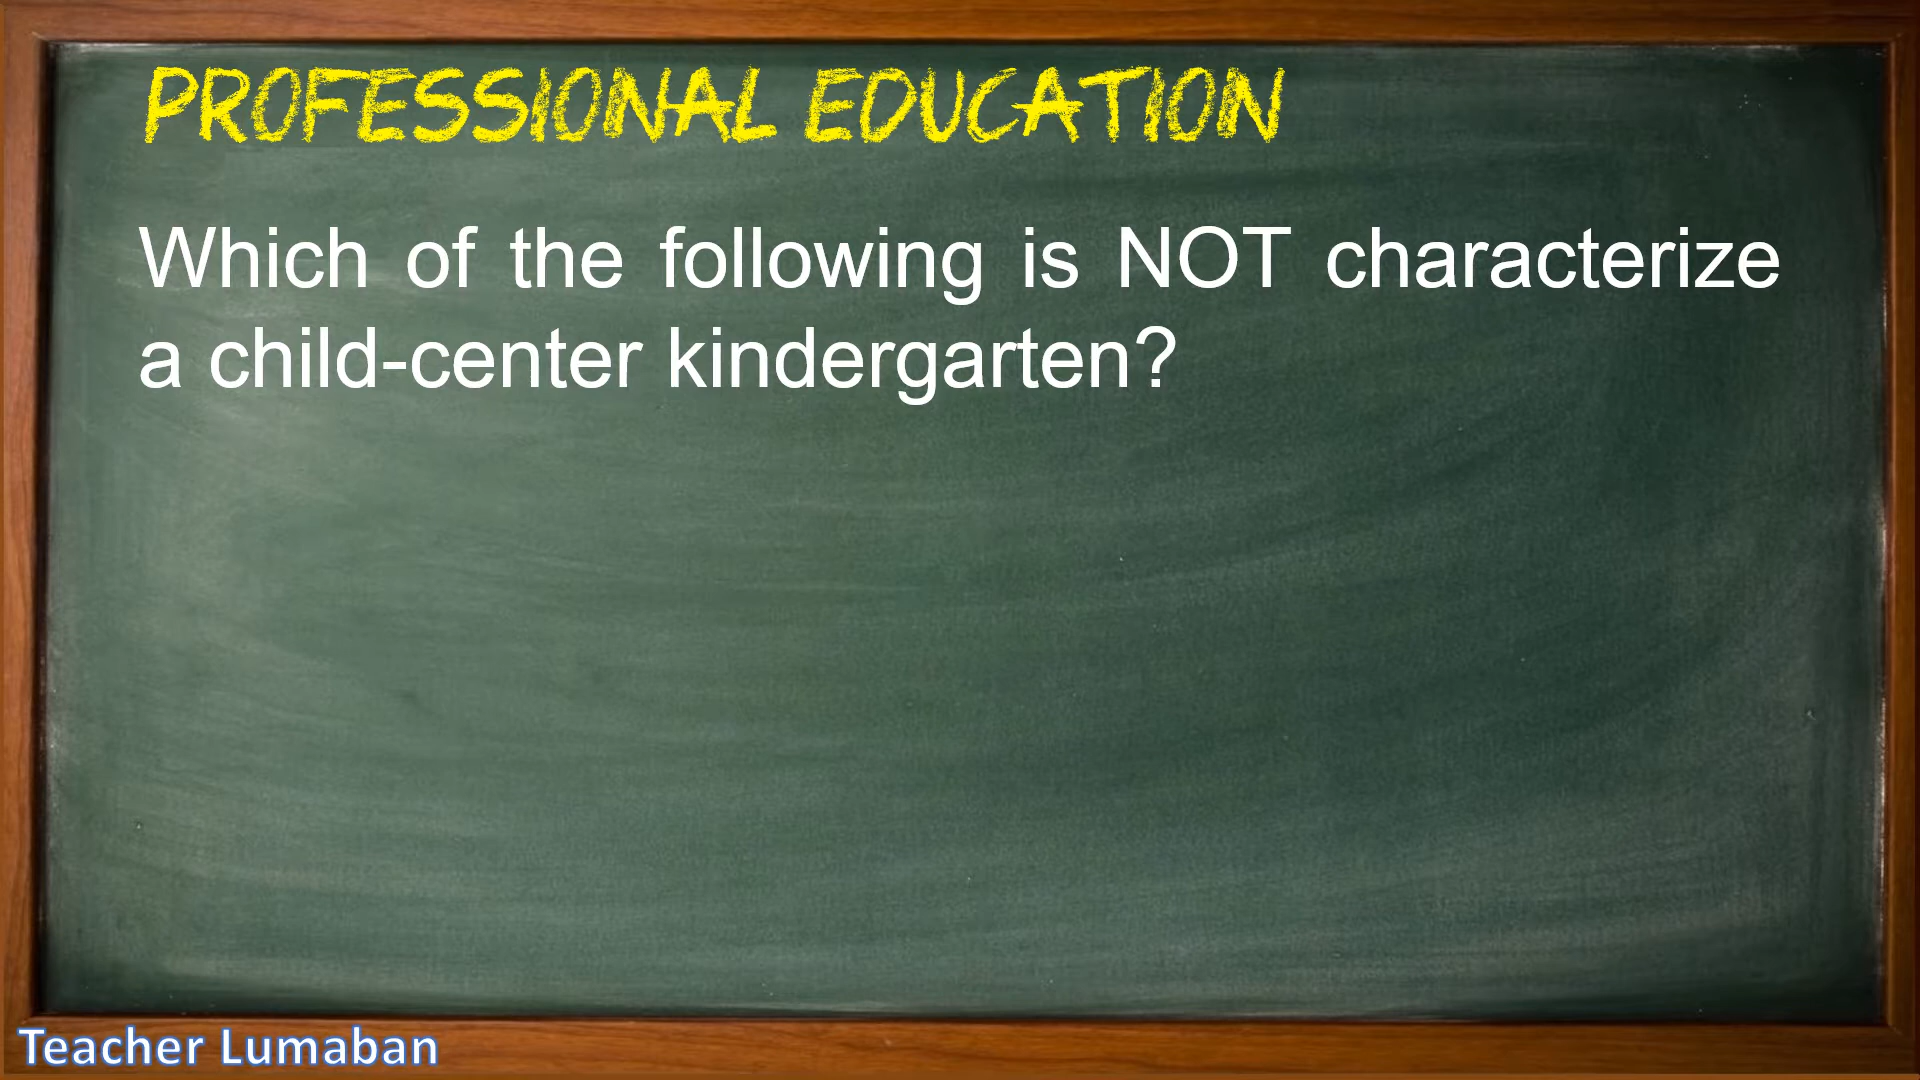 PROFESSIONAL EDUCATION
Which of the following is NOT characterize
a child-center kindergarten?
Teacher Lumaban